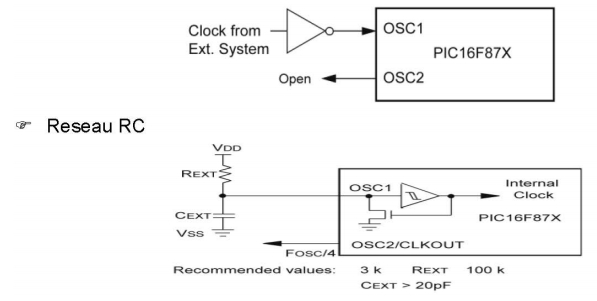 Clock from
Ext. System
OSC1
PIC16F87X
Open
OSC2
☞ Reseau RC
VDD
REXT
OSC1
Internal
Clock
CEXT
PIC16F87X
VSS
OSC2/CLKOUT
FOSC/4
Recommended values: 3 k REXT 100 k
CEXT > 20pF